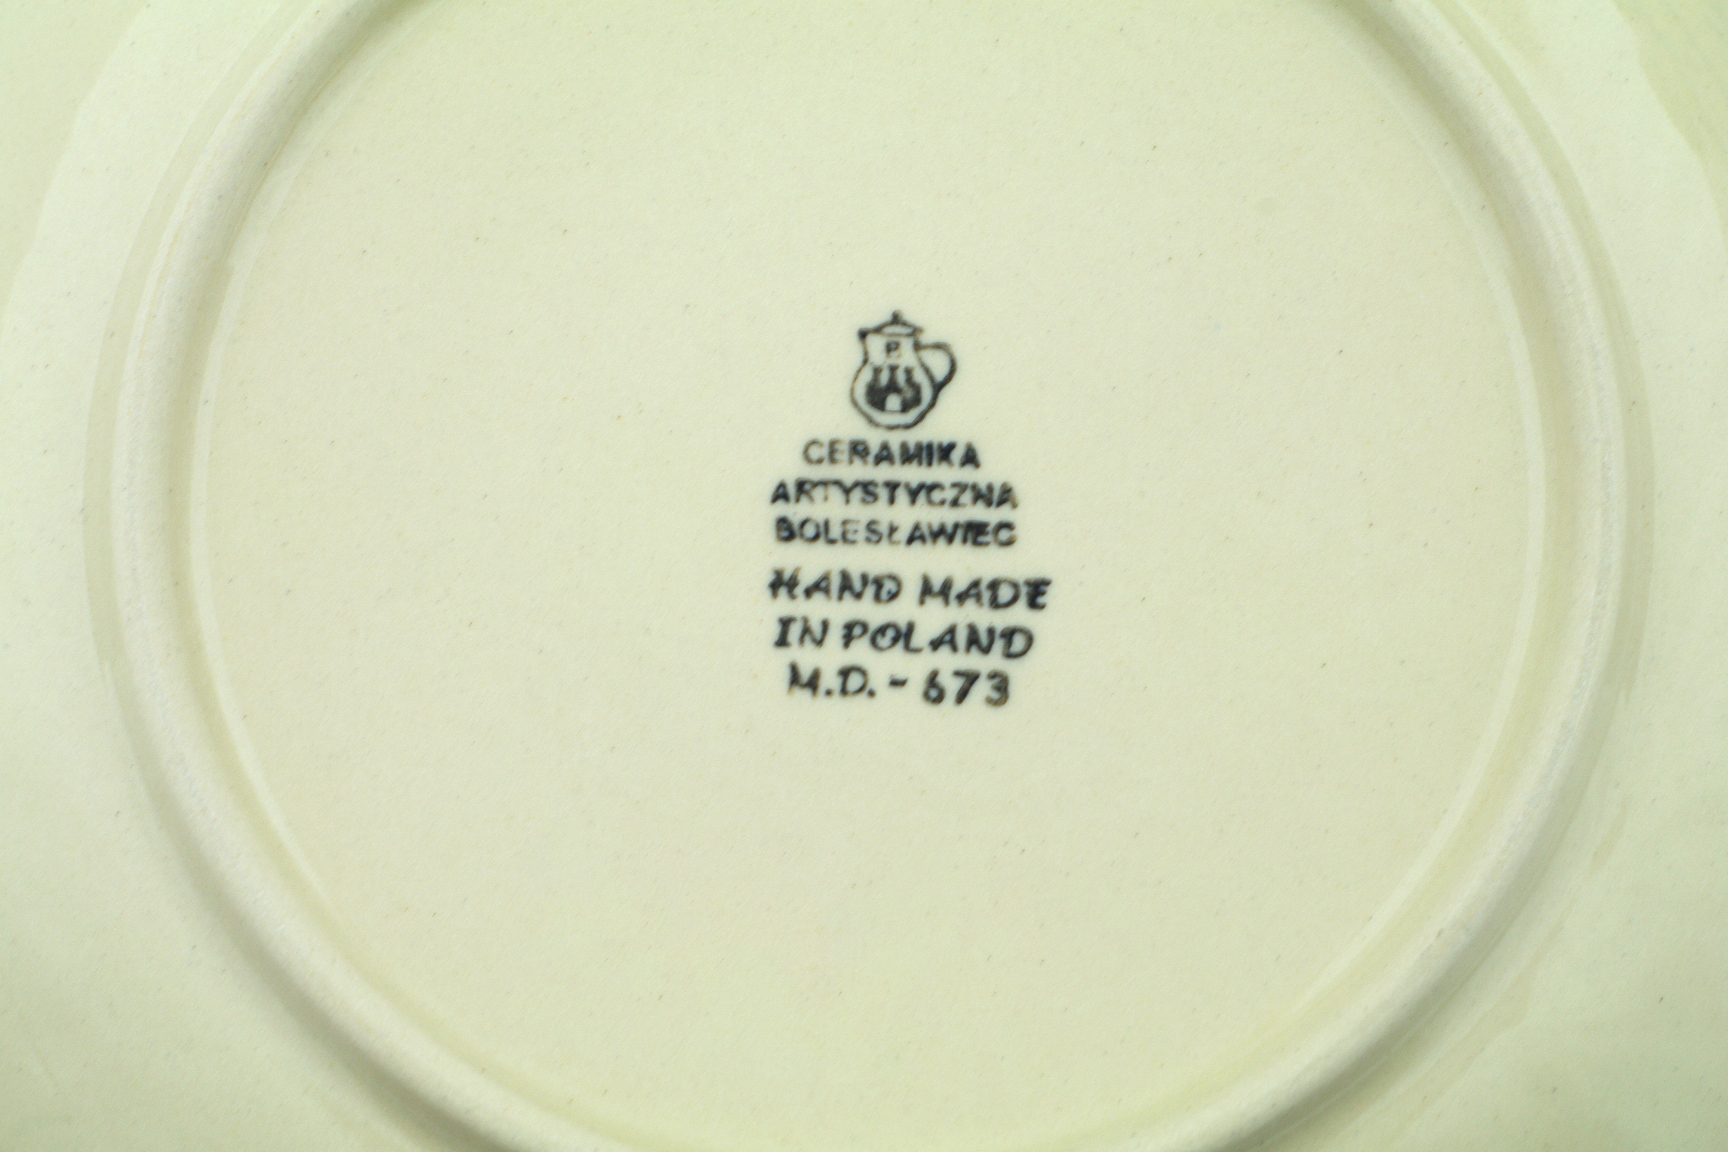 P
CERAMIKA
ARTYSTYCZNA
BOLESŁAWIEC
HAND MADE
IN POLAND
M.D. - 673